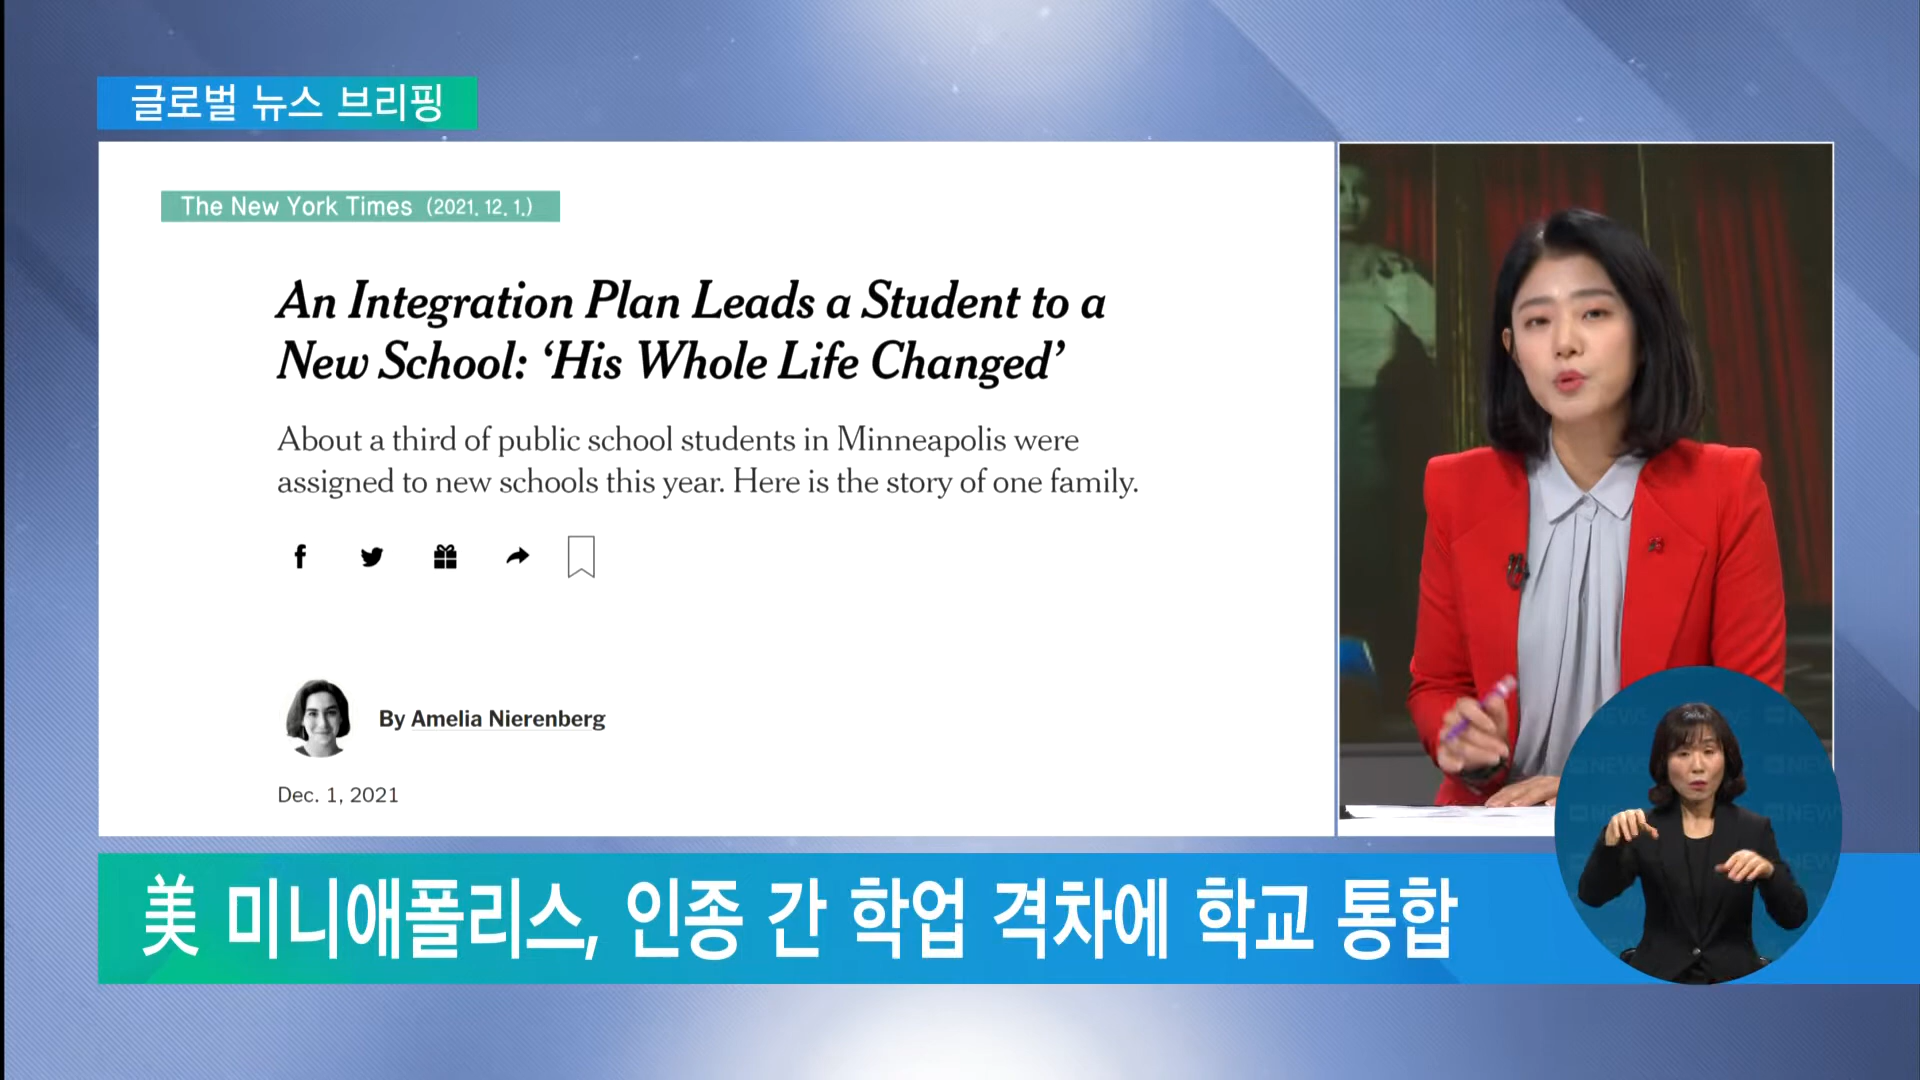 글로벌 뉴스 브리핑
The New York Times (2021. 12. 1.)
An Integration Plan Leads a Student to a
New School: ‘His Whole Life Changed’
About a third of public school students in Minneapolis were
assigned to new schools this year. Here is the story of one family.
By Amelia Nierenberg
Dec. 1, 2021
美 미니애폴리스, 인종 간 학업 격차에 학교 통합